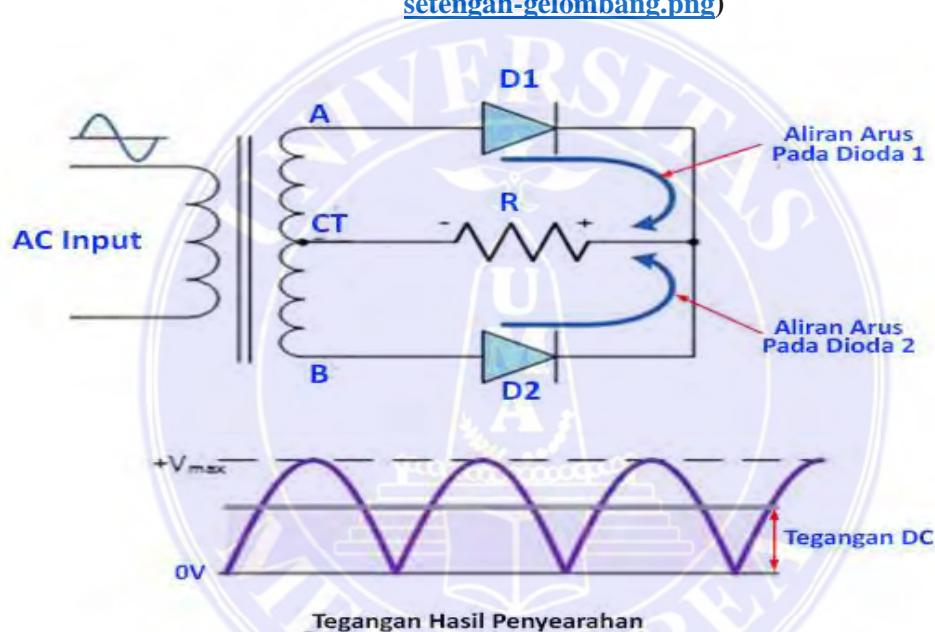 setengah-gelombang.png)
UNIVERSITAS
D1
A
Aliran Arus
Pada Dioda 1
R
CT
- +
AC Input
U
Aliran Arus
Pada Dioda 2
B
D2
A
+Vmax
Tegangan DC
0V
Tegangan Hasil Penyearahan